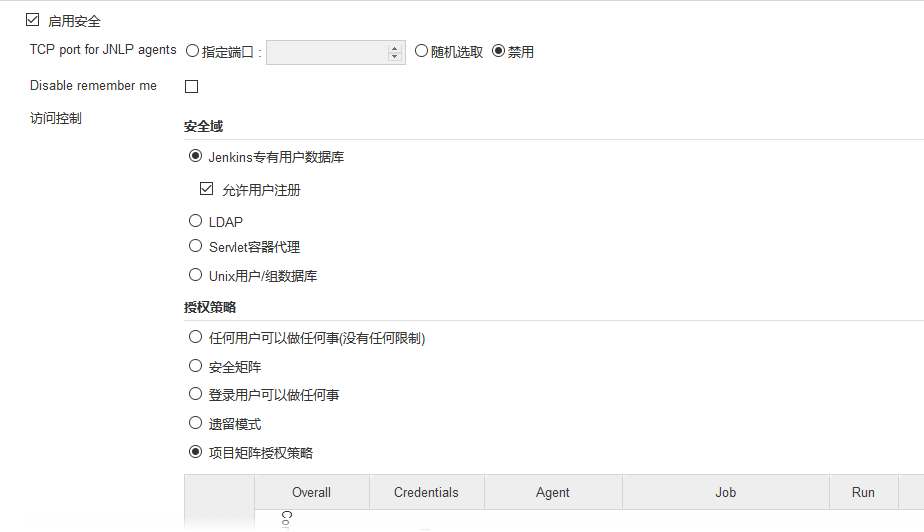 启用安全
TCP port for JNLP agents 指定端口 : 随机选取 禁用
Disable remember me
访问控制
安全域
Jenkins专有用户数据库
允许用户注册
LDAP
Servlet容器代理
Unix用户/组数据库
授权策略
任何用户可以做任何事(没有任何限制)
安全矩阵
登录用户可以做任何事
遗留模式
项目矩阵授权策略
Overall Credentials Agent Job Run